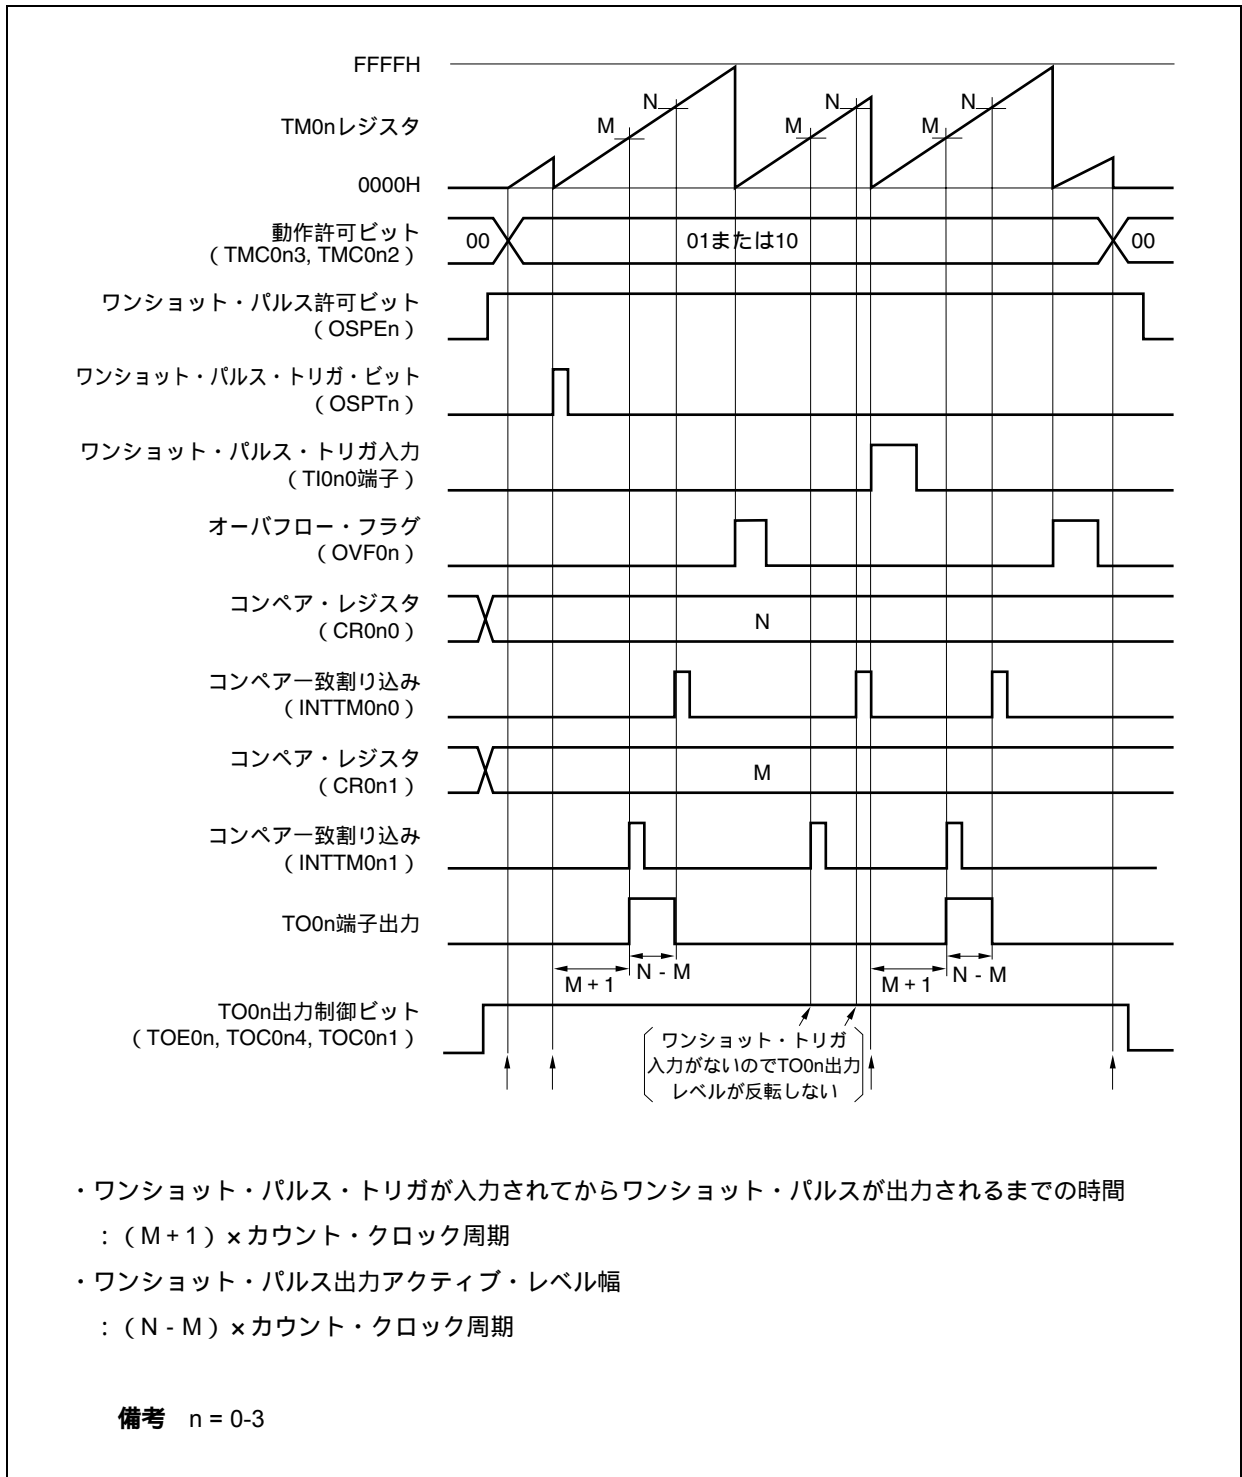 FFFFH
N
N
N
TM0nレジスタ
M
M
M
0000H
動作許可ビット
（TMC0n3, TMC0n2）
00
01または10
00
ワンショット・パルス許可ビット
（OSPEn）
ワンショット・パルス・トリガ・ビット
（OSPTn）
ワンショット・パルス・トリガ入力
（TI0n0端子）
オーバフロー・フラグ
（OVF0n）
コンペア・レジスタ
（CR0n0）
N
コンペア一致割り込み
（INTTM0n0）
コンペア・レジスタ
（CR0n1）
M
コンペア一致割り込み
（INTTM0n1）
TO0n端子出力
M + 1
N - M
M + 1
N - M
TO0n出力制御ビット
（TOE0n, TOC0n4, TOC0n1）
ワンショット・トリガ
入力がないのでTO0n出力
レベルが反転しない
・ワンショット・パルス・トリガが入力されてからワンショット・パルスが出力されるまでの時間
：（M + 1）×カウント・クロック周期
・ワンショット・パルス出力アクティブ・レベル幅
：（N - M）×カウント・クロック周期
備考　n = 0-3